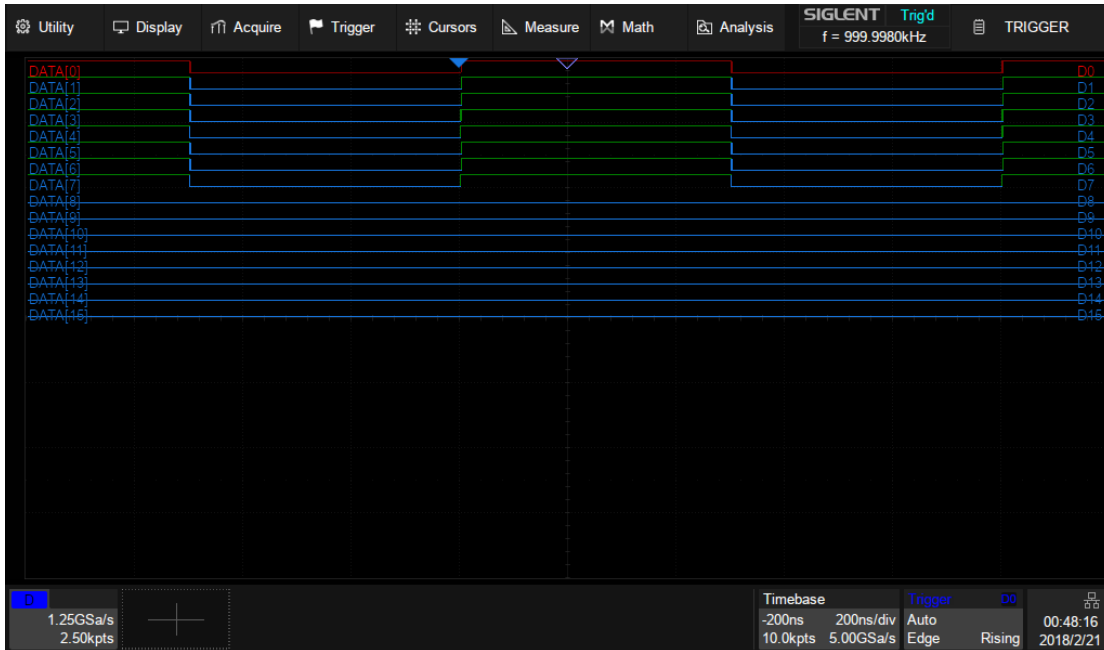 Utility Display Acquire Trigger Cursors Measure Math Analysis SIGLENT Trig'd TRIGGER
f = 999.9980kHz
DATA[0] D0
DATA[1] D1
DATA[2] D2
DATA[3] D3
DATA[4] D4
DATA[5] D5
DATA[6] D6
DATA[7] D7
DATA[8] D8
DATA[9] D9
DATA[10] D10
DATA[11] D11
DATA[12] D12
DATA[13] D13
DATA[14] D14
DATA[15] D15
D Timebase Trigger D0
1.25GSa/s -200ns 200ns/div Auto 00:48:16
2.50kpts 10.0kpts 5.00GSa/s Edge Rising 2018/2/21